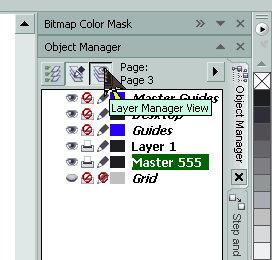 Bitmap Color Mask
Object Manager
Page:
Page 3
Layer Manager View
Master Guides
Desktop
Guides
Layer 1
Master 555
Grid
Object Manager
Step and